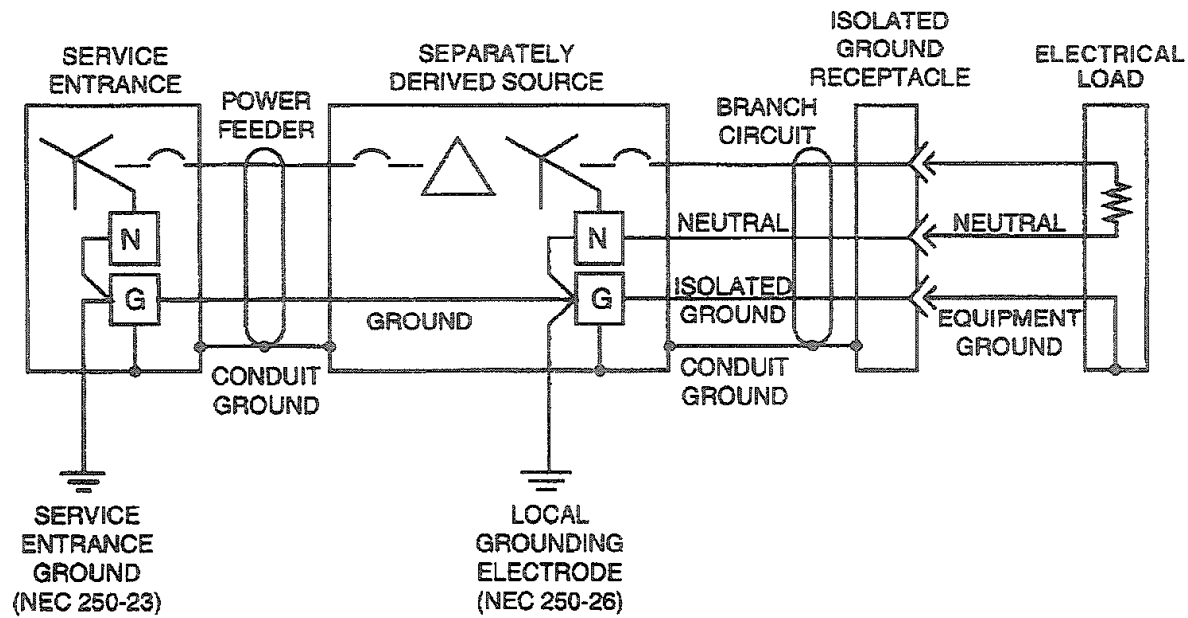 SERVICE
ENTRANCE
POWER
FEEDER
SEPARATELY
DERIVED SOURCE
BRANCH
CIRCUIT
ISOLATED
GROUND
RECEPTACLE
ELECTRICAL
LOAD
N
G
GROUND
CONDUIT
GROUND
N
G
NEUTRAL
ISOLATED
GROUND
CONDUIT
GROUND
NEUTRAL
EQUIPMENT
GROUND
SERVICE
ENTRANCE
GROUND
(NEC 250-23)
LOCAL
GROUNDING
ELECTRODE
(NEC 250-26)